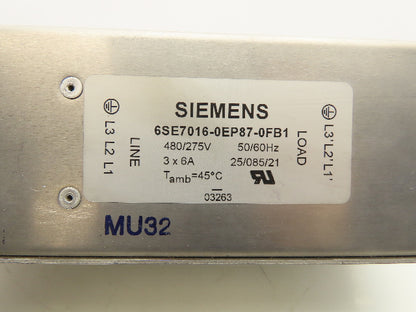 SIEMENS
6SE7016-0EP87-0FB1
480/275V 50/60Hz
3 x 6A 25/085/21
Tamb=45°C
03263
L3 L2 L1
LINE
LOAD
L3'L2'L1'
MU32